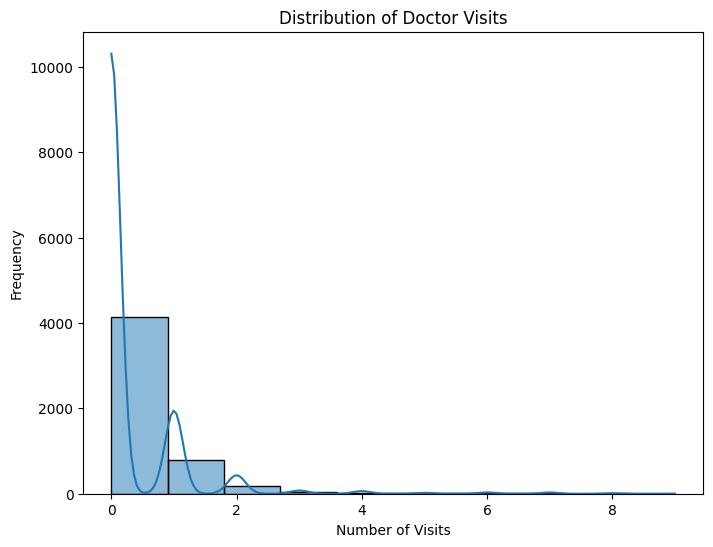 Distribution of Doctor Visits
10000
8000
6000
4000
2000
0
Frequency
0 2 4 6 8
Number of Visits